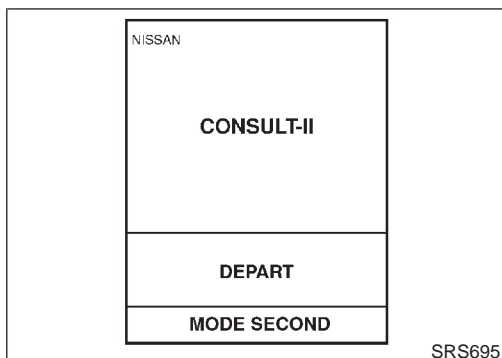 NISSAN
CONSULT-II
DEPART
MODE SECOND
SRS695